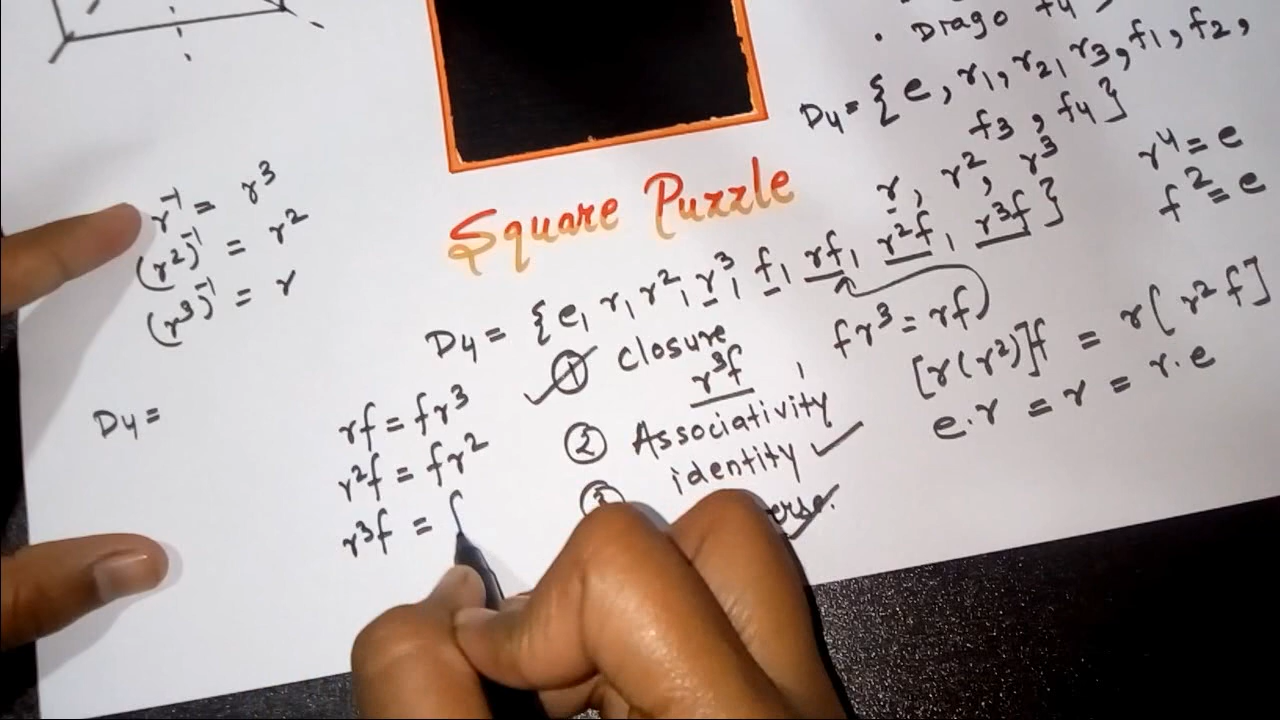 . Diago f4
D4 = { e, r1, r2, r3, f1, f2,
f3, f4 }
r, r², r³
r⁴ = e
f² = e
Square Puzzle
r⁻¹ = r³
(r²)⁻¹ = r²
(r³)⁻¹ = r
D4 = { e, r, r², r³, f, rf, r²f, r³f }
① Closure
r³f , fr³ = rf
[r(r²)]f = r(r²f]
e.r = r = r.e
② Associativity
identity
D4 =
rf = fr³
r²f = fr²
r³f = f